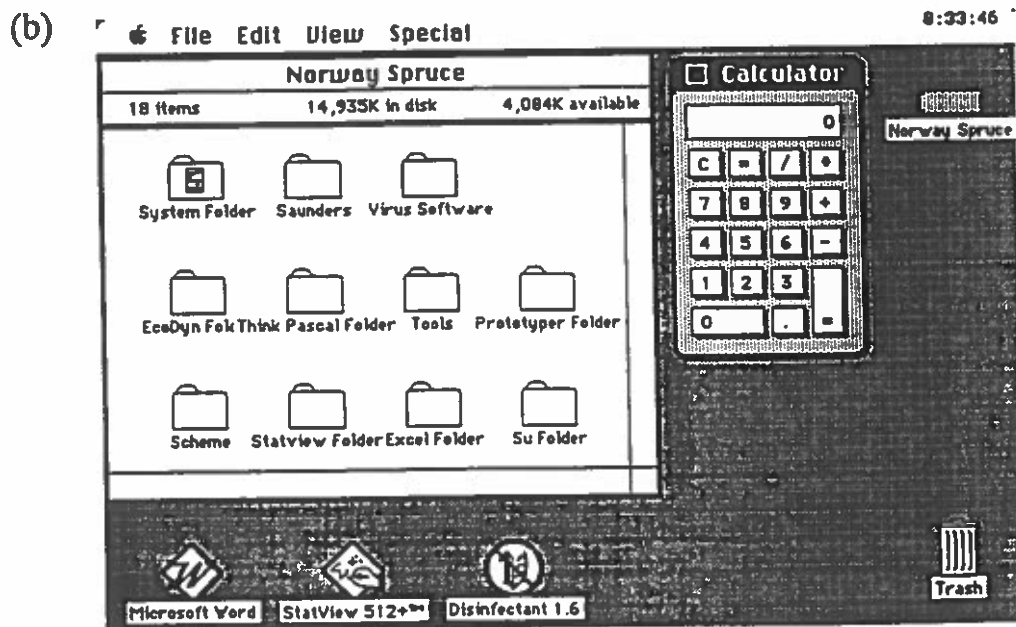 (b)
File Edit View Special 8:33:46
Norway Spruce
18 items 14,935K in disk 4,084K available
System Folder Saunders Virus Software
EcoDyn Fok Think Pascal Folder Tools Prototyper Folder
Scheme Statview Folder Excel Folder Su Folder
Calculator
0
C = / *
7 8 9 +
4 5 6 -
1 2 3
0 . =
Norway Spruce
Microsoft Word StatView 512+™ Disinfectant 1.6
Trash